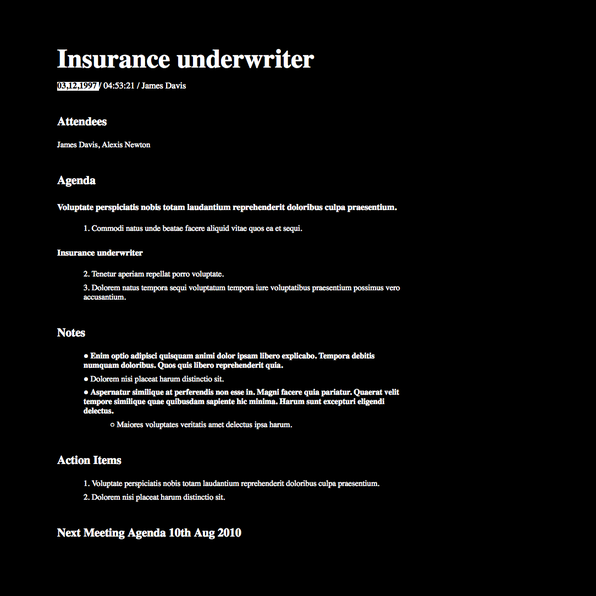 Insurance underwriter
03.12.1997 / 04:53:21 / James Davis
Attendees
James Davis, Alexis Newton
Agenda
Voluptate perspiciatis nobis totam laudantium reprehenderit doloribus culpa praesentium.
1. Commodi natus unde beatae facere aliquid vitae quos ea et sequi.
Insurance underwriter
2. Tenetur aperiam repellat porro voluptate.
3. Dolorem natus tempora sequi voluptatum tempora iure voluptatibus praesentium possimus vero
accusantium.
Notes
● Enim optio adipisci quisquam animi dolor ipsam libero explicabo. Tempora debitis
numquam doloribus. Quos quis libero reprehenderit quia.
● Dolorem nisi placeat harum distinctio sit.
● Aspernatur similique at perferendis non esse in. Magni facere quia pariatur. Quaerat velit
tempore similique quae quibusdam sapiente hic minima. Harum sunt excepturi eligendi
delectus.
○ Maiores voluptates veritatis amet delectus ipsa harum.
Action Items
1. Voluptate perspiciatis nobis totam laudantium reprehenderit doloribus culpa praesentium.
2. Dolorem nisi placeat harum distinctio sit.
Next Meeting Agenda 10th Aug 2010